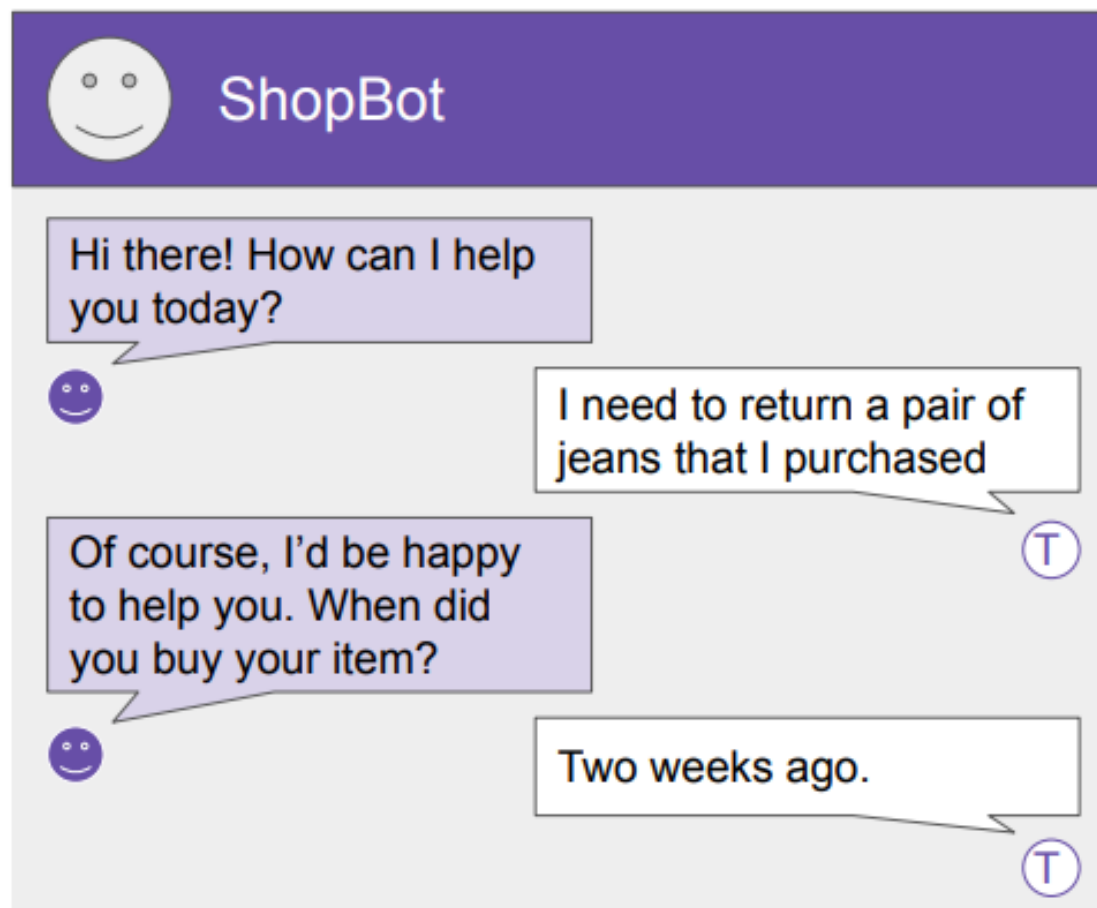 ShopBot
Hi there! How can I help
you today?
I need to return a pair of
jeans that I purchased
T
Of course, I’d be happy
to help you. When did
you buy your item?
Two weeks ago.
T